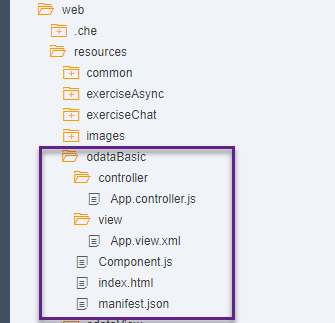 web
.che
resources
common
exerciseAsync
exerciseChat
images
odataBasic
controller
App.controller.js
view
App.view.xml
Component.js
index.html
manifest.json